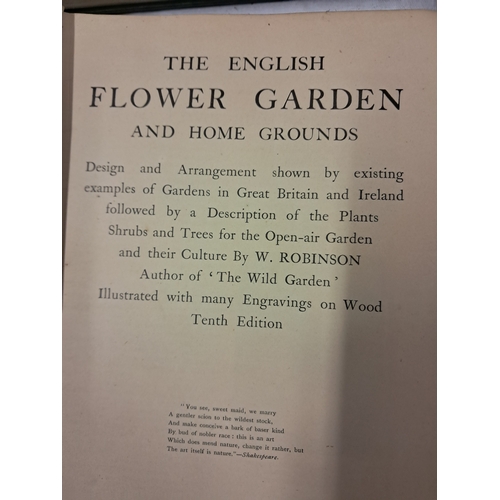 THE ENGLISH
FLOWER GARDEN
AND HOME GROUNDS
Design and Arrangement shown by existing
examples of Gardens in Great Britain and Ireland
followed by a Description of the Plants
Shrubs and Trees for the Open-air Garden
and their Culture By W. ROBINSON
Author of ‘The Wild Garden’
Illustrated with many Engravings on Wood
Tenth Edition
"You see, sweet maid, we marry
A gentler scion to the wildest stock,
And make conceive a bark of baser kind
By bud of nobler race: this is an art
Which does mend nature, change it rather, but
The art itself is nature."—Shakespeare.